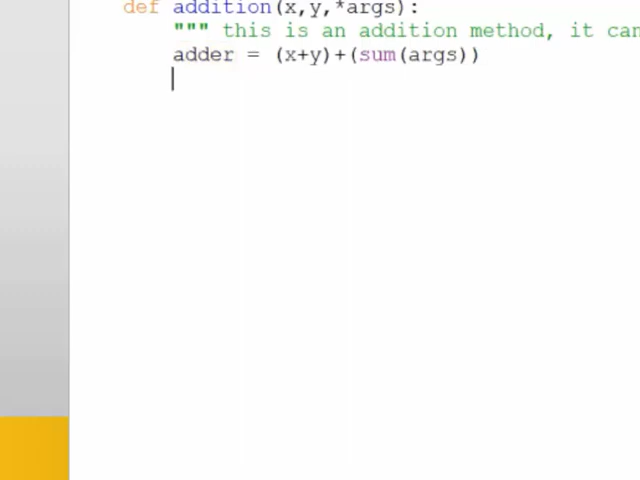 def addition(x,y,*args):
""" this is an addition method, it can
adder = (x+y)+(sum(args))